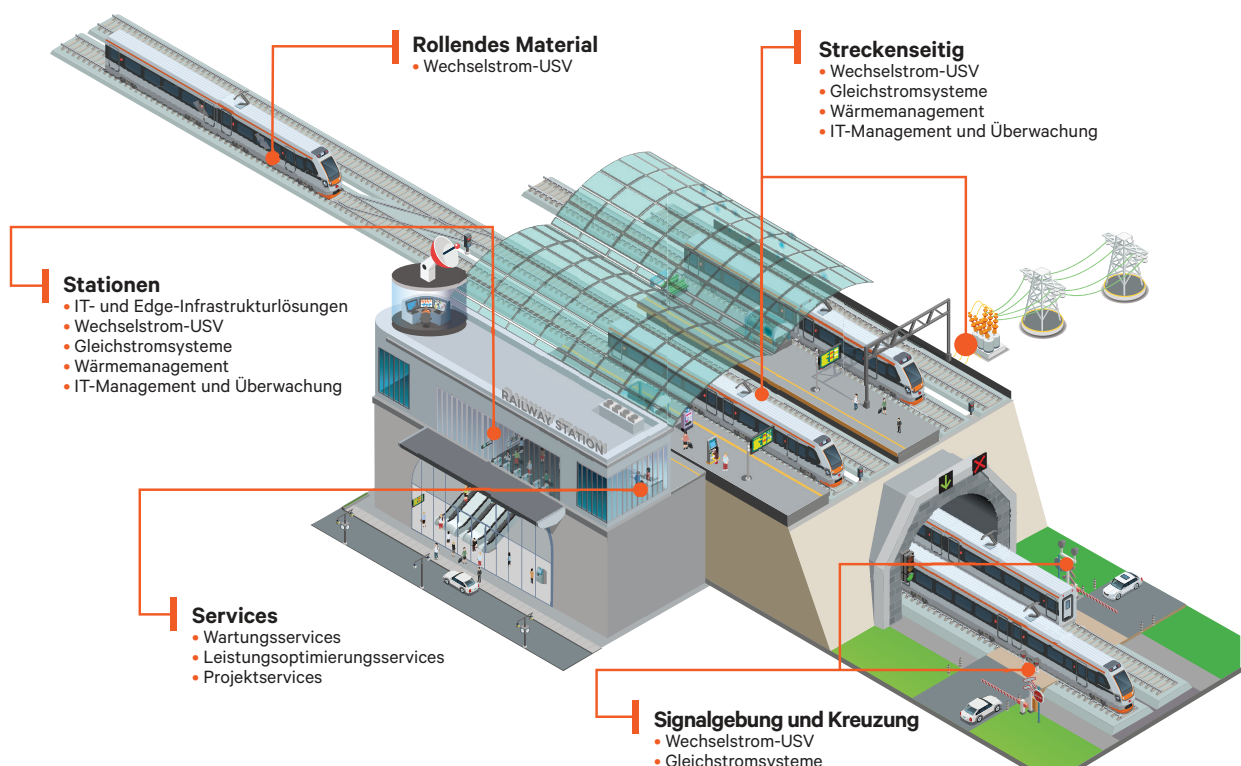 Rollendes Material
• Wechselstrom-USV
Streckenseitig
• Wechselstrom-USV
• Gleichstromsysteme
• Wärmemanagement
• IT-Management und Überwachung
Stationen
• IT- und Edge-Infrastrukturlösungen
• Wechselstrom-USV
• Gleichstromsysteme
• Wärmemanagement
• IT-Management und Überwachung
RAILWAY STATION
Services
• Wartungsservices
• Leistungsoptimierungsservices
• Projektservices
Signalgebung und Kreuzung
• Wechselstrom-USV
• Gleichstromsysteme